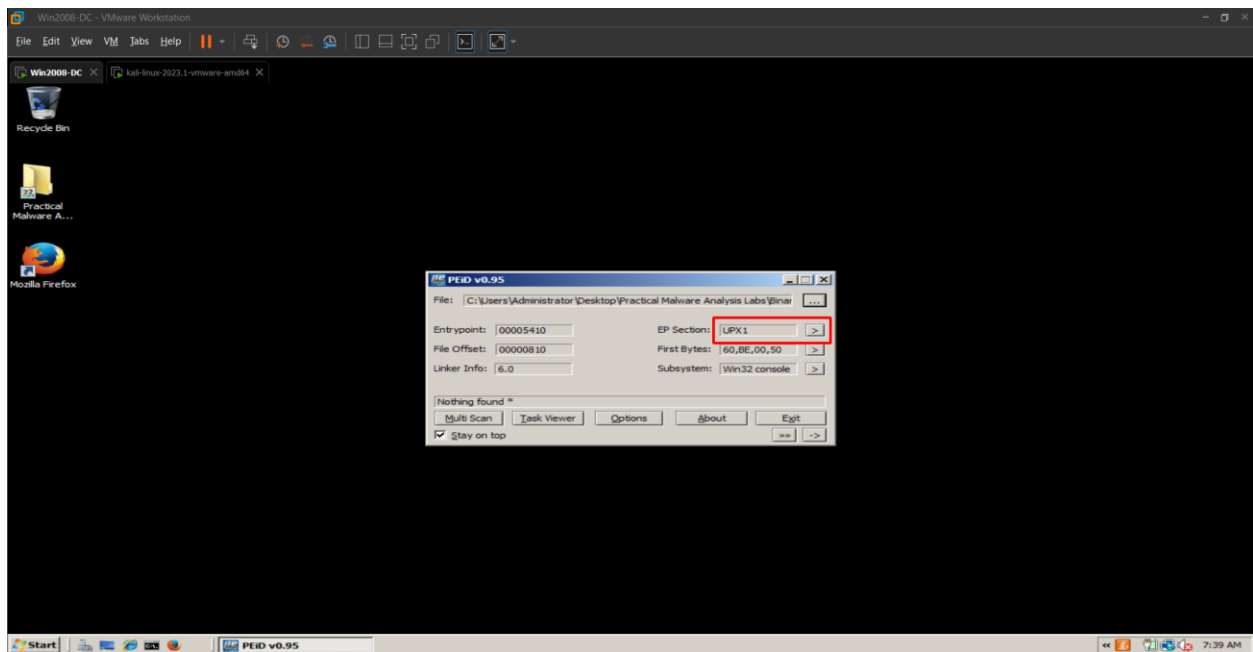 Win2008-DC - VMware Workstation
File Edit View VM Tabs Help
Win2008-DC kali-linux-2023.1-vmware-amd64
Recycle Bin
Practical
Malware A...
Mozilla Firefox
PEiD v0.95
File: C:\Users\Administrator\Desktop\Practical Malware Analysis Labs\Binar ...
Entrypoint: 00005410 EP Section: UPX1 >
File Offset: 00000810 First Bytes: 60,BE,00,50 >
Linker Info: 6.0 Subsystem: Win32 console >
Nothing found *
Multi Scan Task Viewer Options About Exit
Stay on top »» ->
Start PEiD v0.95 « 7:39 AM